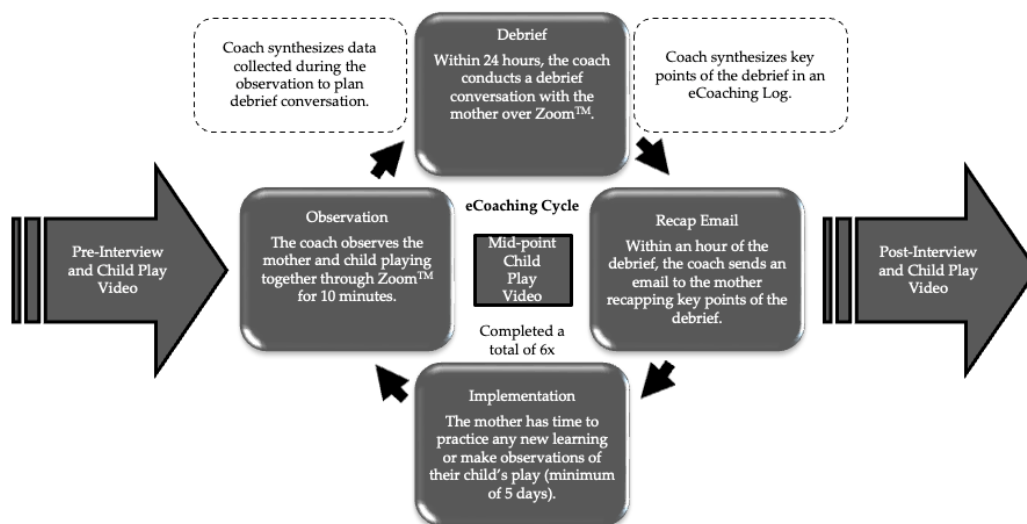 Coach synthesizes data
collected during the
observation to plan
debrief conversation.
Debrief
Within 24 hours, the coach
conducts a debrief
conversation with the
mother over Zoom™.
Coach synthesizes key
points of the debrief in an
eCoaching Log.
Pre-Interview
and Child Play
Video
Observation
The coach observes the
mother and child playing
together through Zoom™
for 10 minutes.
eCoaching Cycle
Mid-point
Child
Play
Video
Completed a
total of 6x
Recap Email
Within an hour of the
debrief, the coach sends an
email to the mother
recapping key points of the
debrief.
Post-Interview
and Child Play
Video
Implementation
The mother has time to
practice any new learning
or make observations of
their child's play (minimum
of 5 days).